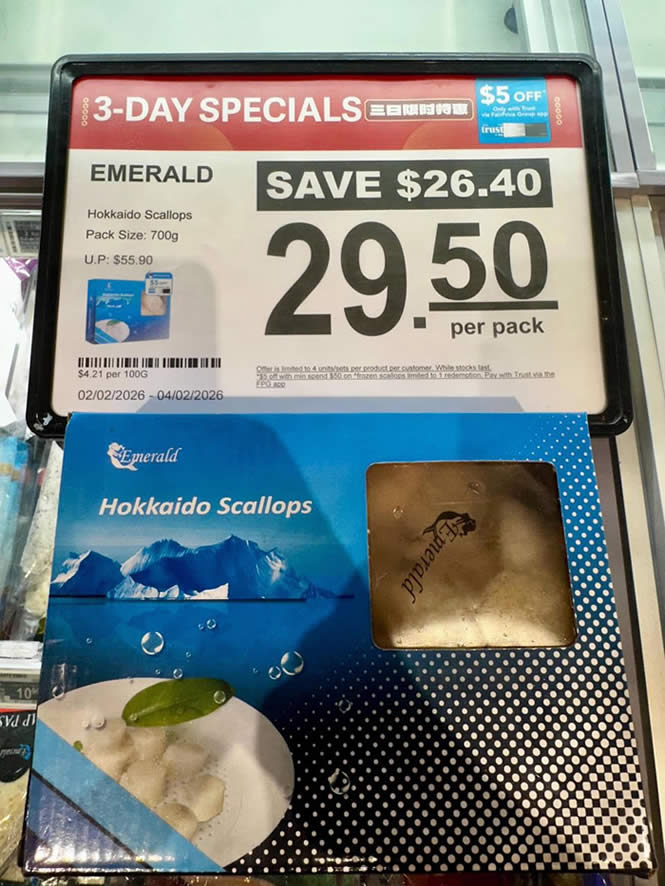 3-DAY SPECIALS 三日限时特惠
$5 OFF*
Only with Trust
via FairPrice Group app
trust
EMERALD
Hokkaido Scallops
Pack Size: 700g
U.P: $55.90
SAVE $26.40
29.50
per pack
$4.21 per 100G
02/02/2026 - 04/02/2026
Offer is limited to 4 units/sets per product per customer. While stocks last.
*$5 off with min spend $50 on *frozen scallops limited to 1 redemption. Pay with Trust via the
FPG app
Emerald
Hokkaido Scallops
Emerald
10%